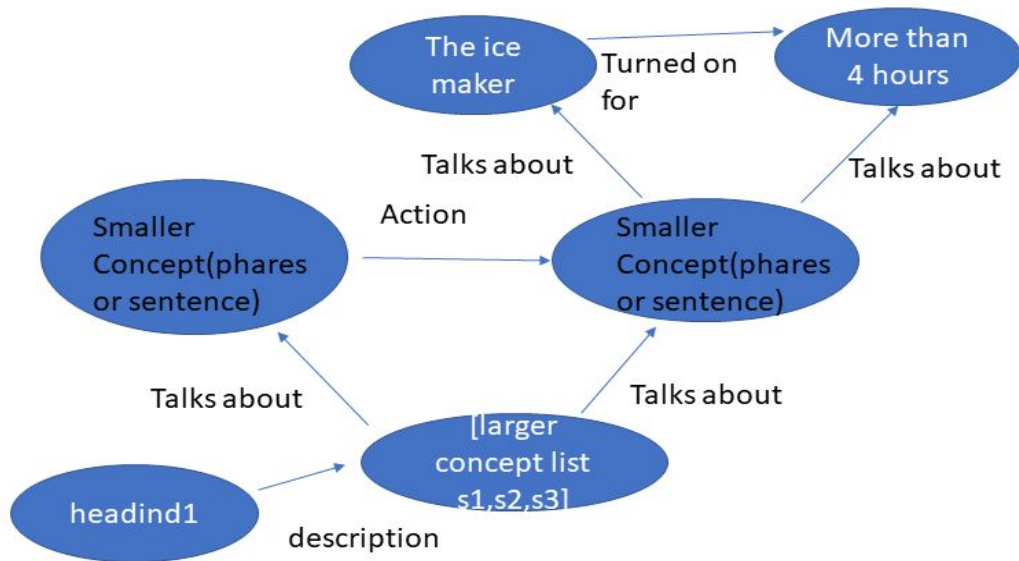 The ice
maker
Turned on
for
More than
4 hours
Talks about
Talks about
Smaller
Concept(phares
or sentence)
Action
Smaller
Concept(phares
or sentence)
Talks about
Talks about
[larger
concept list
s1,s2,s3]
headind1
description